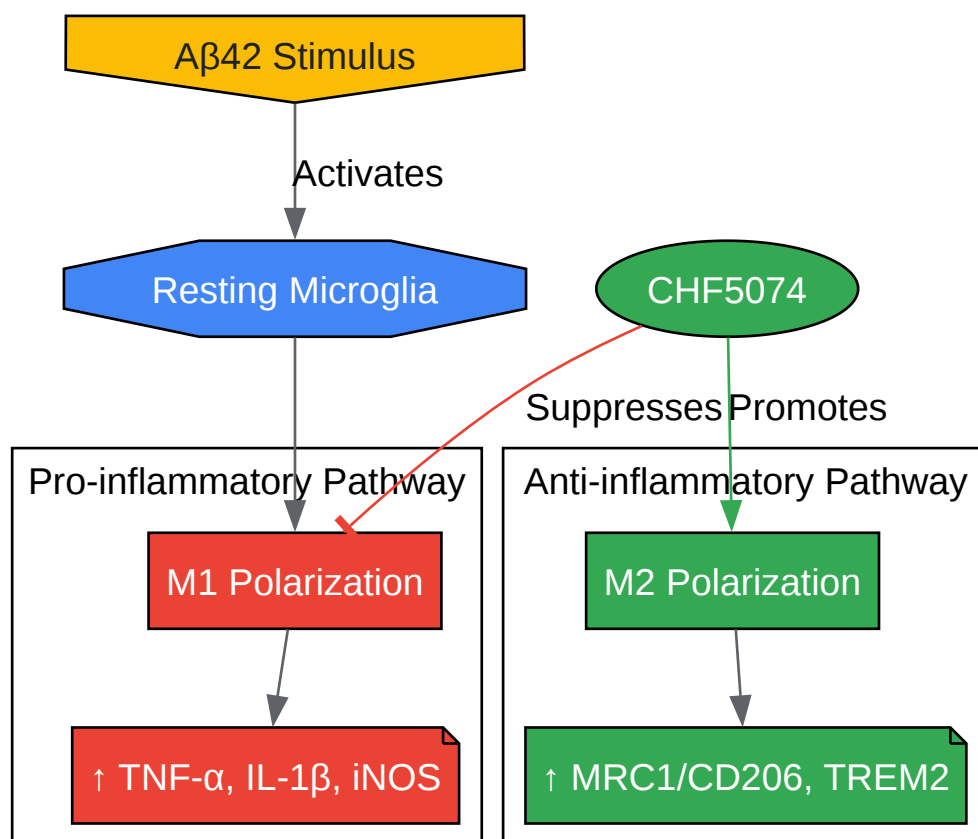 Aβ42 Stimulus
Activates
Resting Microglia
CHF5074
Suppresses
Promotes
Pro-inflammatory Pathway
Anti-inflammatory Pathway
M1 Polarization
M2 Polarization
↑ TNF-α, IL-1β, iNOS
↑ MRC1/CD206, TREM2